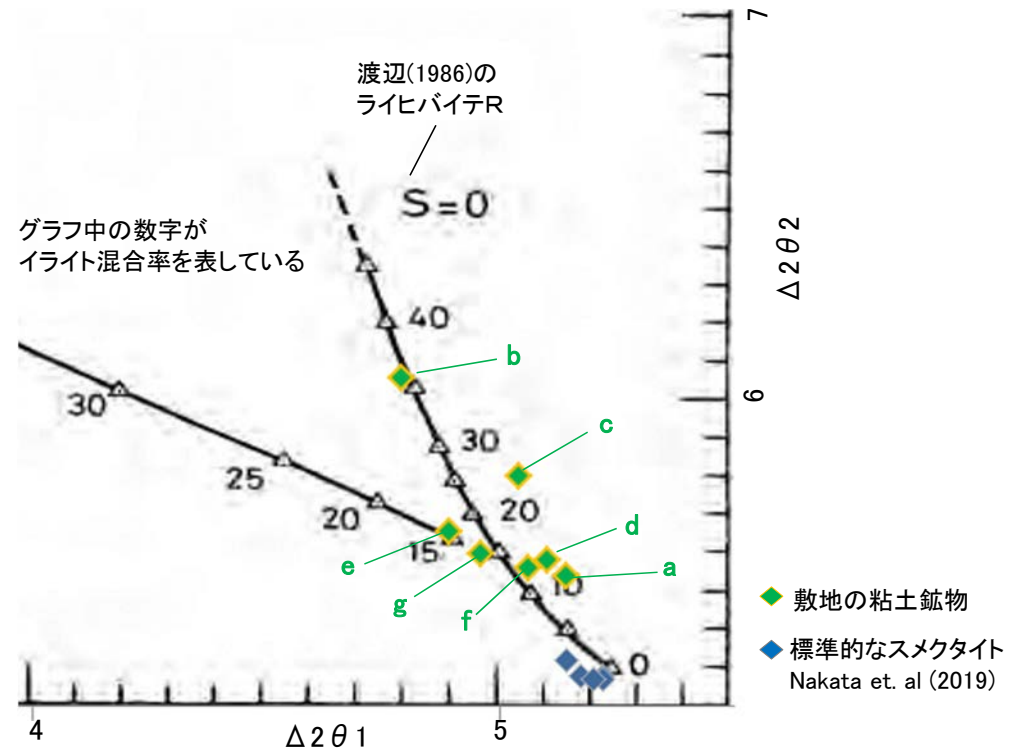 7
渡辺(1986)の
ライヒバイテR
S=0
グラフ中の数字が
イライト混合率を表している
Δ2θ2
40
b
6
30
30
c
25
20
20
d
e
15
a
10
g
f
敷地の粘土鉱物
0
標準的なスメクタイト
Nakata et. al (2019)
4
5
Δ2θ1